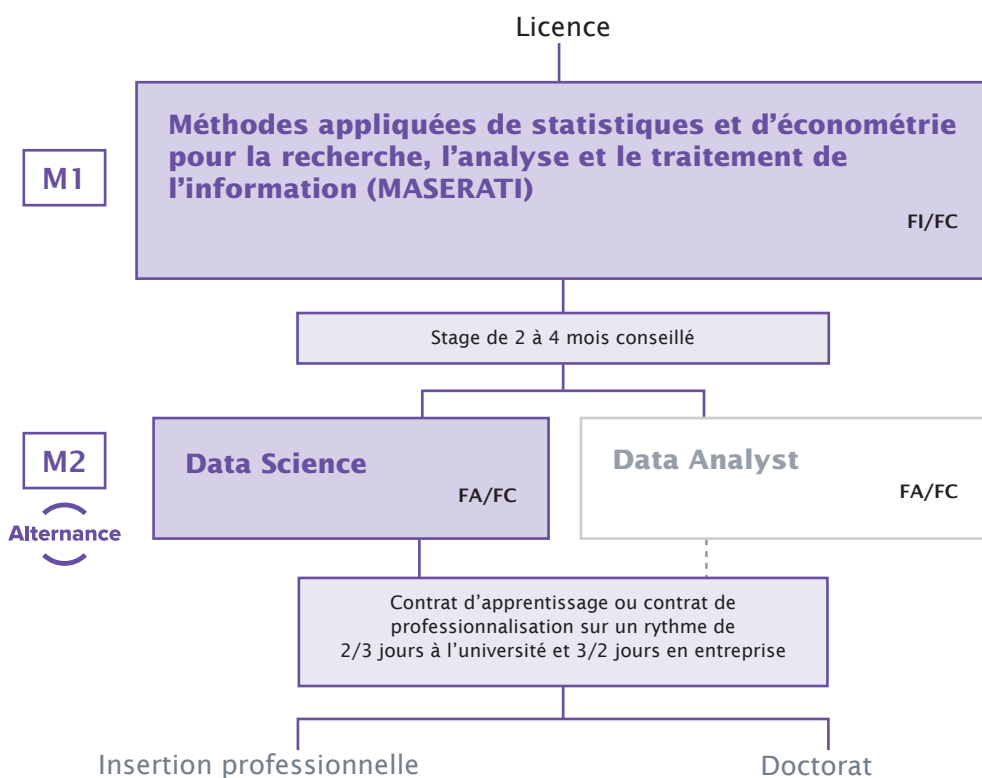 Licence
M1
Méthodes appliquées de statistiques et d'économétrie
pour la recherche, l'analyse et le traitement de
l'information (MASERATI)
FI/FC
Stage de 2 à 4 mois conseillé
M2
Alternance
Data Science
FA/FC
Data Analyst
FA/FC
Contrat d'apprentissage ou contrat de
professionnalisation sur un rythme de
2/3 jours à l'université et 3/2 jours en entreprise
Insertion professionnelle
Doctorat